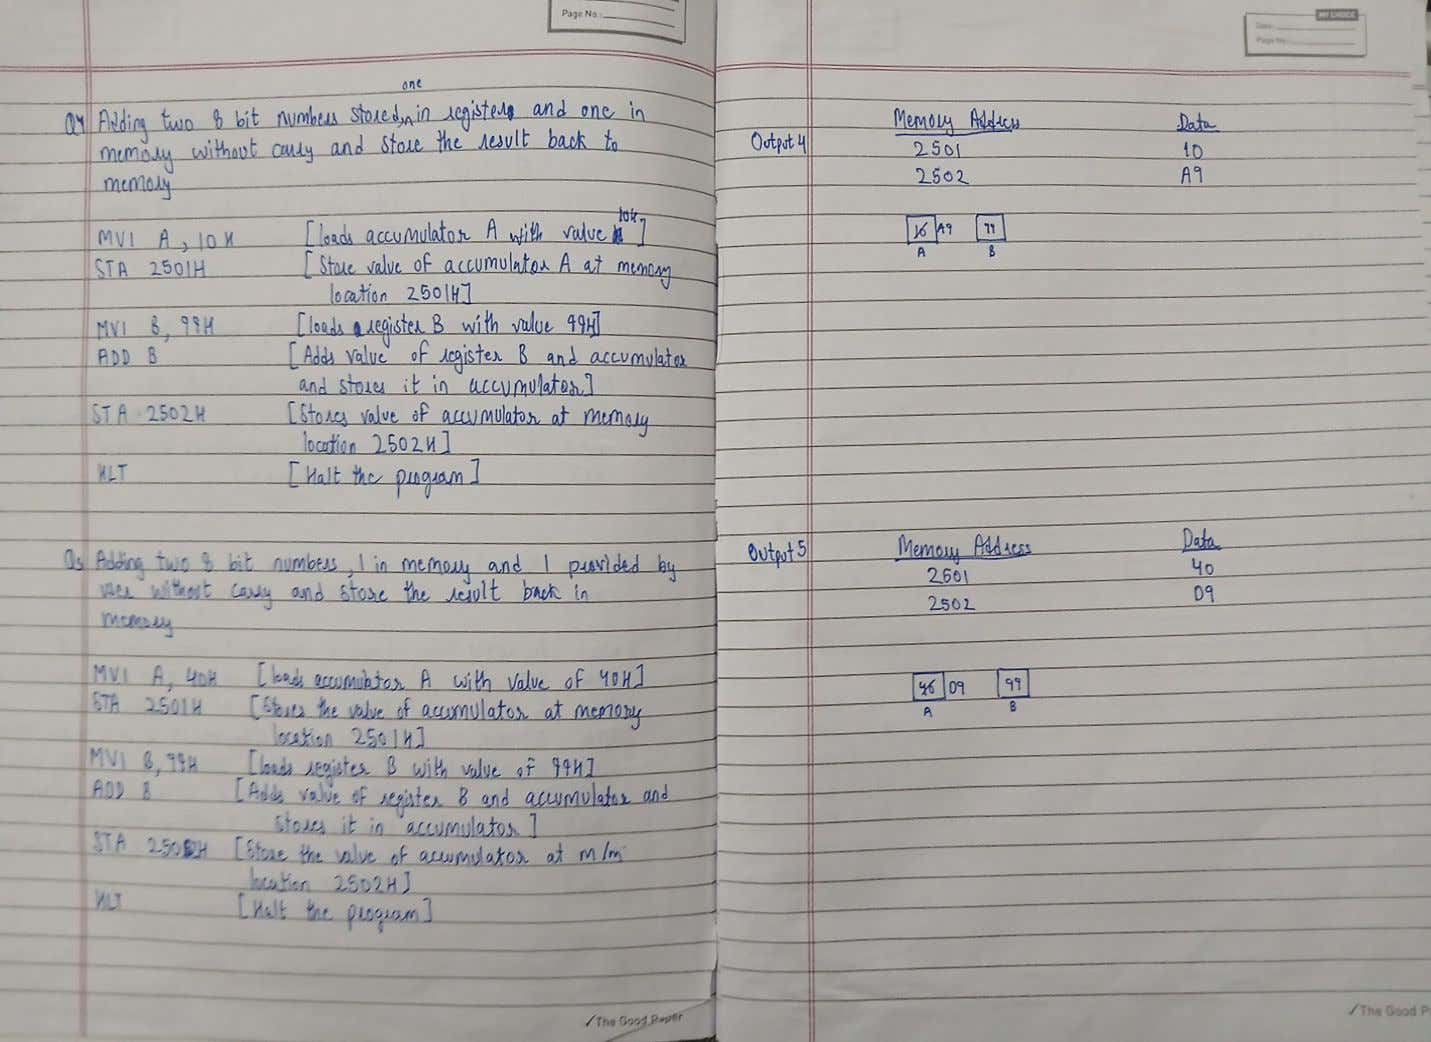 Page No.:
one
Q4 Adding two 8 bit numbers stored in registers and one in
memory without carry and store the result back to
memory
MVI A, 10H [loads accumulator A with value 10H]
STA 2501H [Store value of accumulator A at memory
location 2501H]
MVI B, 99H [loads register B with value 99H]
ADD B [Adds value of register B and accumulator
and stores it in accumulator]
STA 2502H [Stores value of accumulator at memory
location 2502H]
HLT [Halt the program]
Q5 Adding two 8 bit numbers, 1 in memory and 1 provided by
user without carry and store the result back in
memory
MVI A, 40H [loads accumulator A with value of 40H]
STA 2501H [Stores the value of accumulator at memory
location 2501H]
MVI B, 99H [loads register B with value of 99H]
ADD B [Adds value of register B and accumulator and
stores it in accumulator]
STA 2502H [Store the value of accumulator at m/m
location 2502H]
HLT [Halt the program]
/The Good Paper
MY CHOICE
Date:
Page No.
Output 4 Memory Address Data
2501 10
2502 A9
A9 99
A B
Output 5 Memory Address Data
2501 40
2502 09
09 99
A B
/The Good P